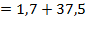 = 1,7 + 37,5